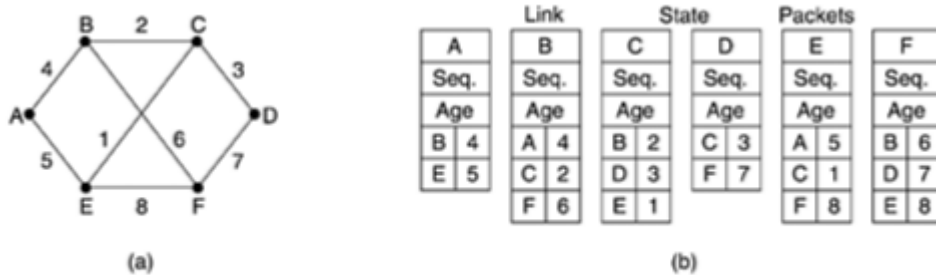 B 2 C
4 3
A D
1 6
5 7
E 8 F
(a)
Link State Packets
A B C D E F
Seq. Seq. Seq. Seq. Seq. Seq.
Age Age Age Age Age Age
B 4 A 4 B 2 C 3 A 5 B 6
E 5 C 2 D 3 F 7 C 1 D 7
F 6 E 1 F 8 E 8
(b)